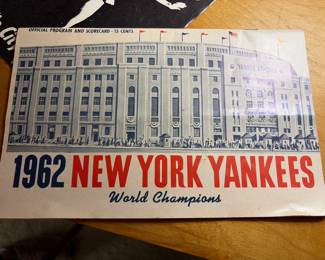 OFFICIAL PROGRAM AND SCORECARD - 15 CENTS
1962 NEW YORK YANKEES
World Champions